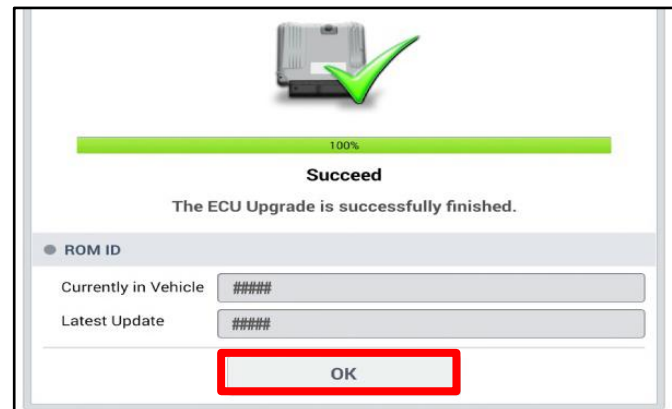 100%
Succeed
The ECU Upgrade is successfully finished.
ROM ID
Currently in Vehicle #####
Latest Update #####
OK